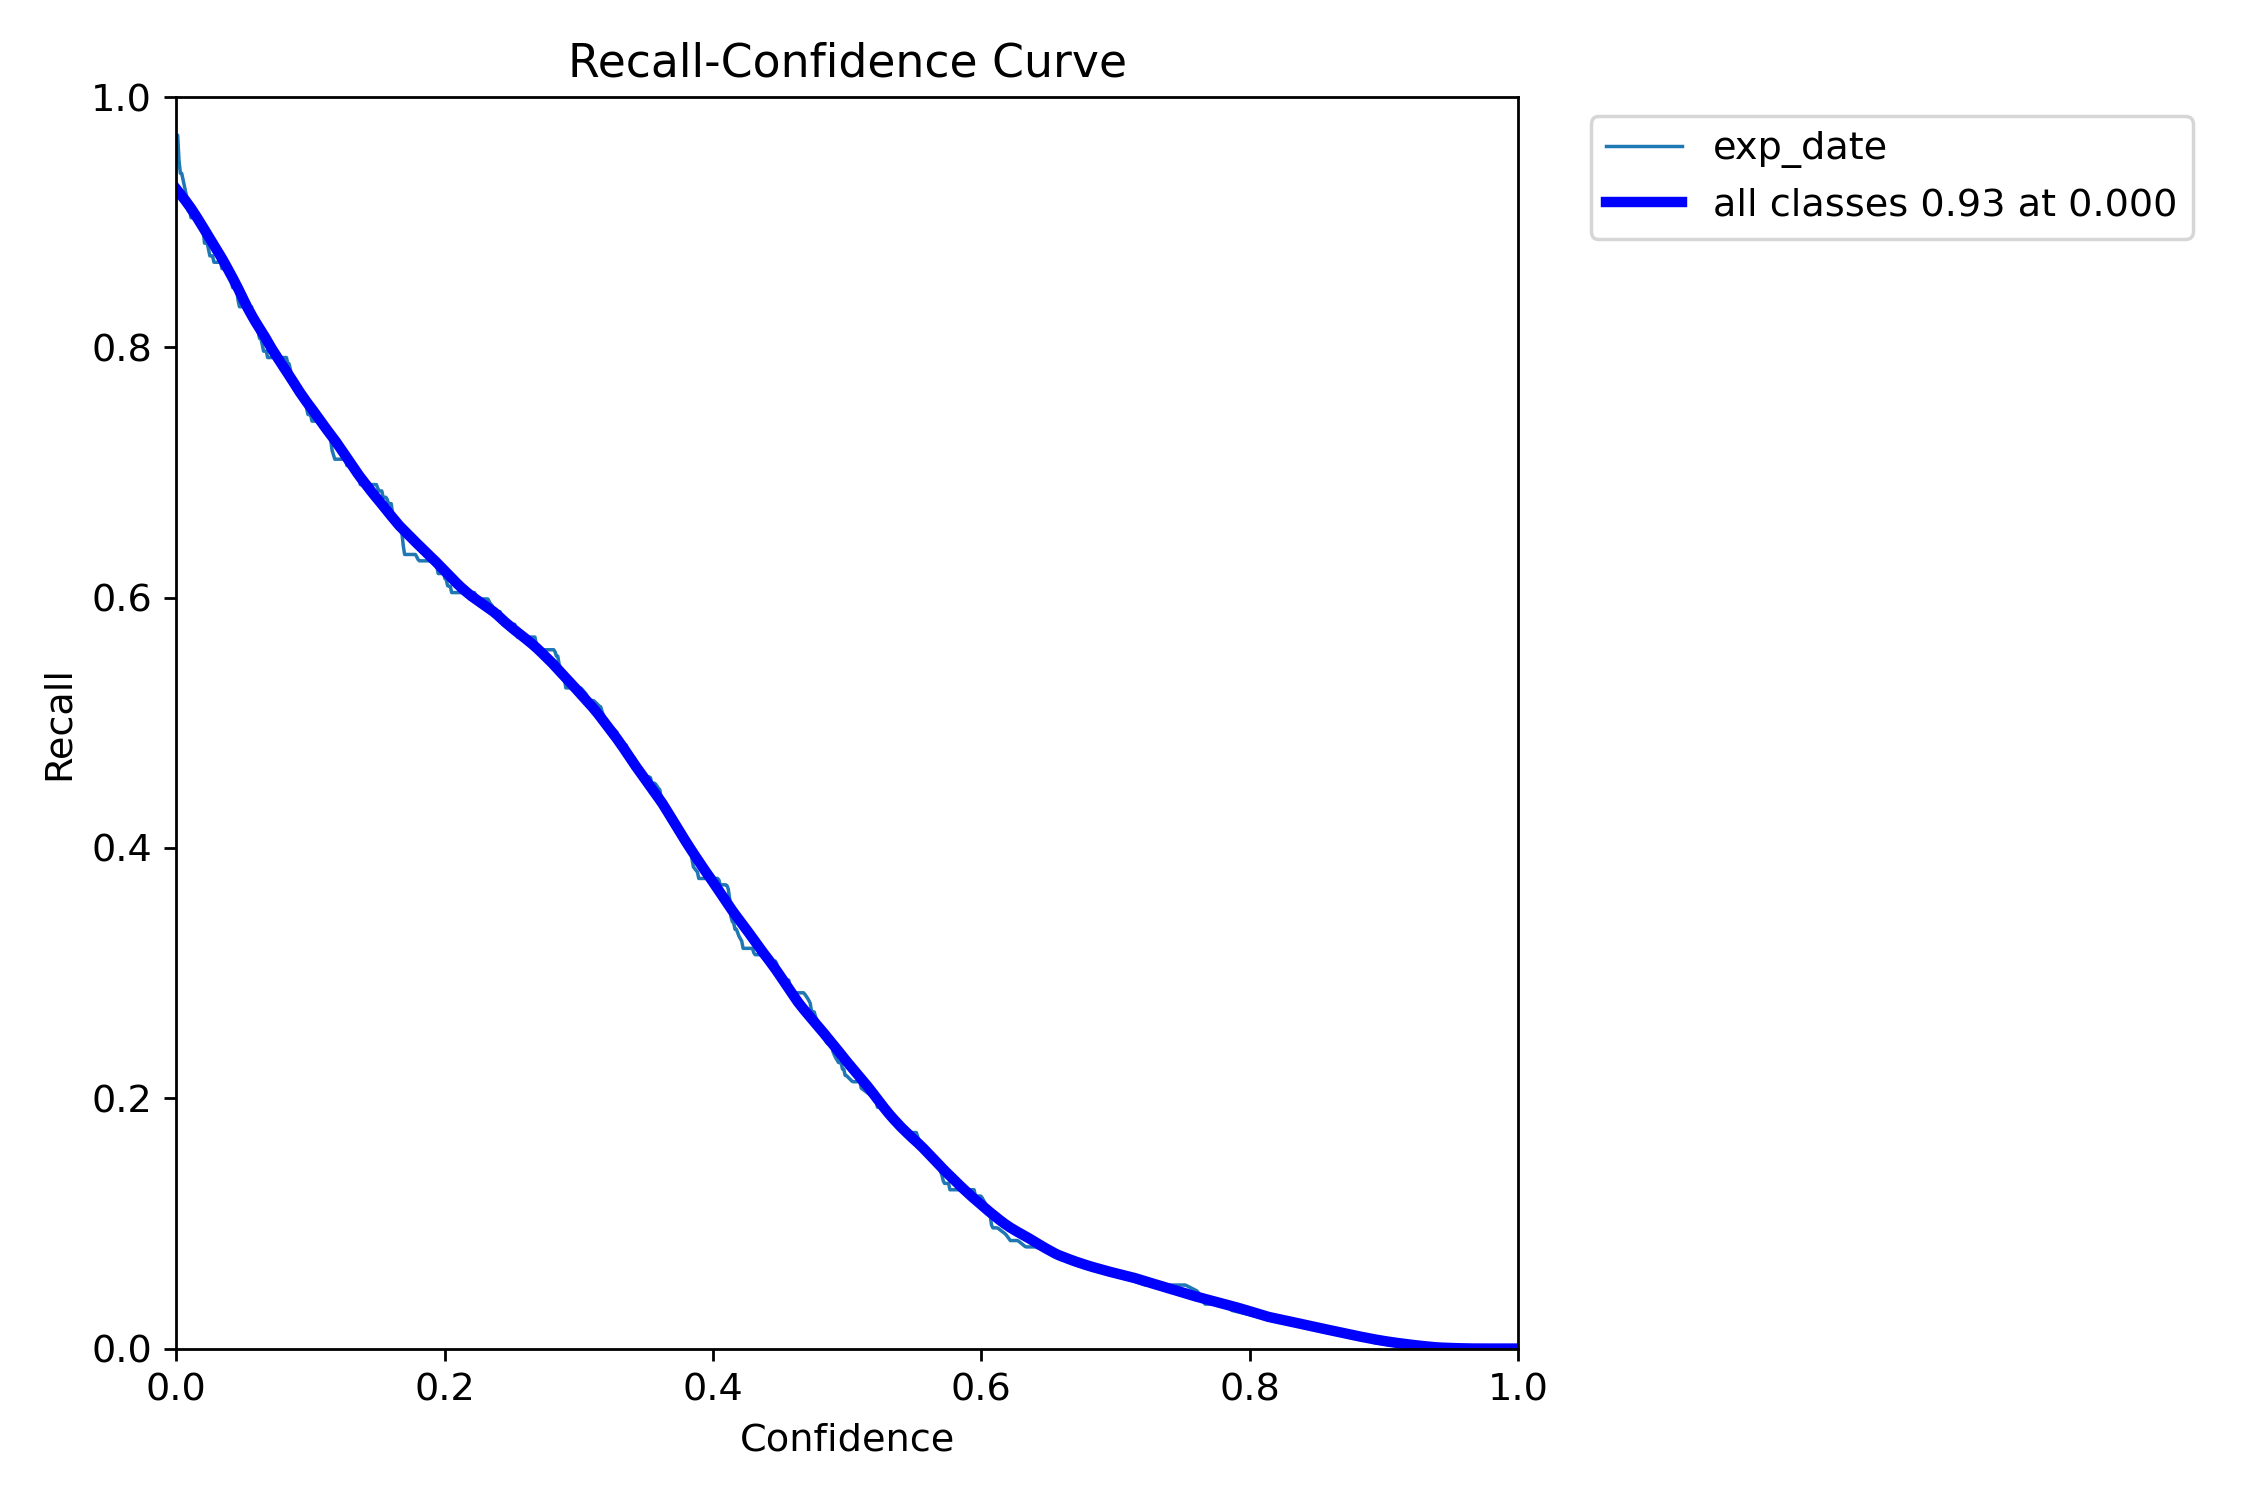 Recall-Confidence Curve
1.0
0.8
0.6
0.4
0.2
0.0
Recall
0.0 0.2 0.4 0.6 0.8 1.0
Confidence
exp_date
all classes 0.93 at 0.000